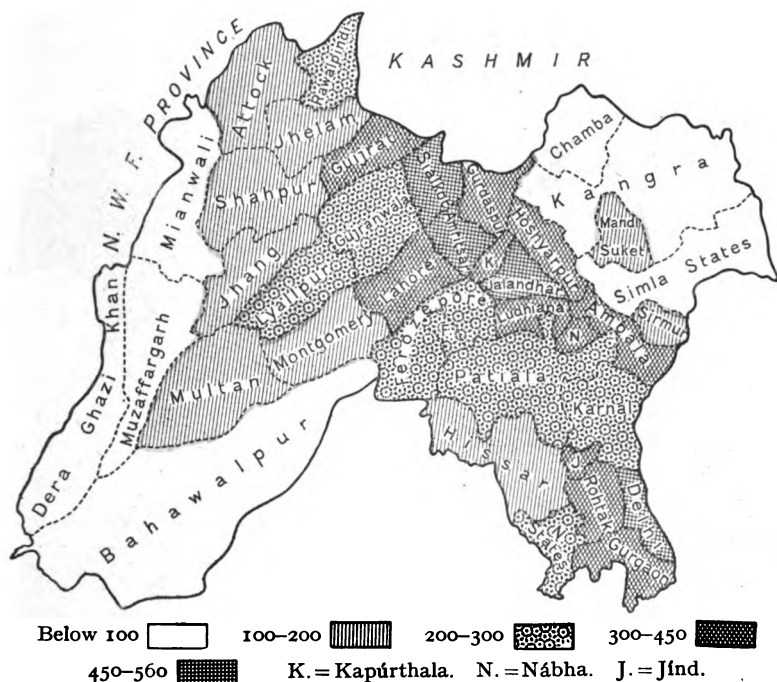 KASHMIR
N. W. F. PROVINCE
Rawalpindi
Attock
Jhelam
Chamba
Mianwali
Gujrat
Kangra
Shahpur
Sialkot
Gurdaspur
Gujranwala
Hoshyarpur
Mandi
Suket
Amritsar
K.
Simla States
Jhang
Lyallpur
Lahore
Jalandhar
Dera Ghazi Khan
Ferozepore
Ludhiana
Ambala
Sirmur
Muzaffargarh
Montgomery
N.
Multan
Patiala
Karnal
Hissar
Bahawalpur
J.
Rohtak
Delhi
N.
States
Gurgaon
Below 100
100–200
200–300
300–450
450–560
K. = Kapúrthala. N. = Nábha. J. = Jínd.